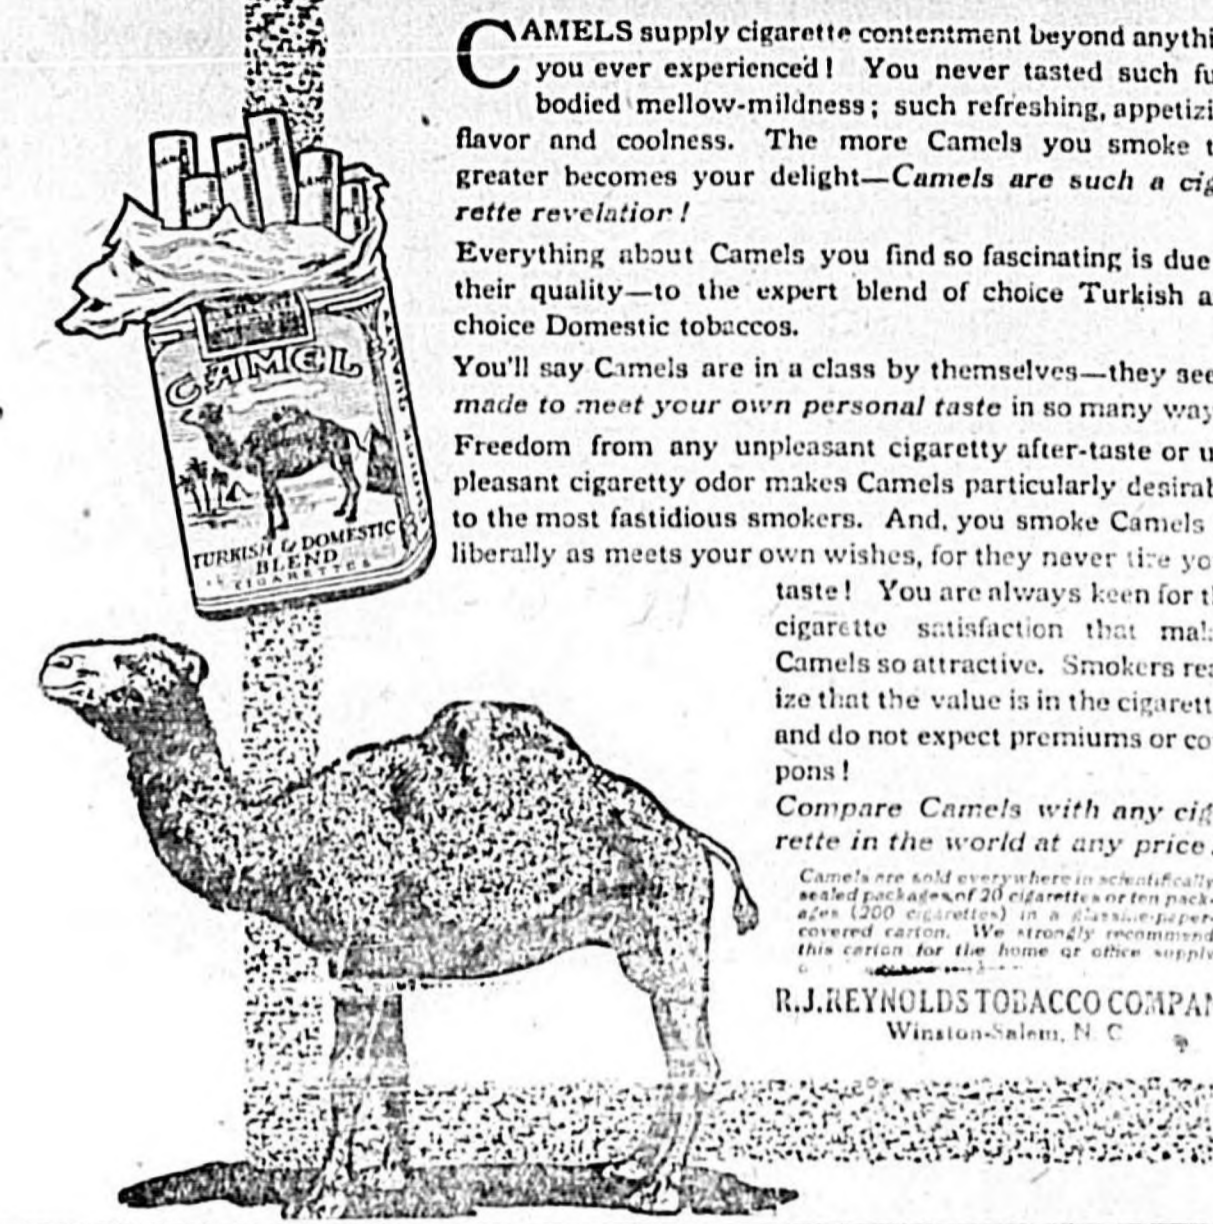 CAMELS supply cigarette contentment beyond anythi
you ever experienced! You never tasted such fu
bodied mellow-mildness; such refreshing, appetizi
flavor and coolness. The more Camels you smoke t
greater becomes your delight—Camels are such a cig
rette revelation!
Everything about Camels you find so fascinating is due
their quality—to the expert blend of choice Turkish a
choice Domestic tobaccos.
You'll say Camels are in a class by themselves—they see
made to meet your own personal taste in so many way
Freedom from any unpleasant cigaretty after-taste or u
pleasant cigaretty odor makes Camels particularly desirab
to the most fastidious smokers. And, you smoke Camels
liberally as meets your own wishes, for they never tire yo
taste! You are always keen for th
cigarette satisfaction that mak
Camels so attractive. Smokers rea
ize that the value is in the cigarett
and do not expect premiums or co
pons!
Compare Camels with any cig
rette in the world at any price.
Camels are sold everywhere in scientifically
sealed packages of 20 cigarettes or ten pack-
ages (200 cigarettes) in a glassine-paper-
covered carton. We strongly recommend
this carton for the home or office supply
R.J. REYNOLDS TOBACCO COMPAN
Winston-Salem, N. C
CAMEL
TURKISH & DOMESTIC
BLEND
CIGARETTES